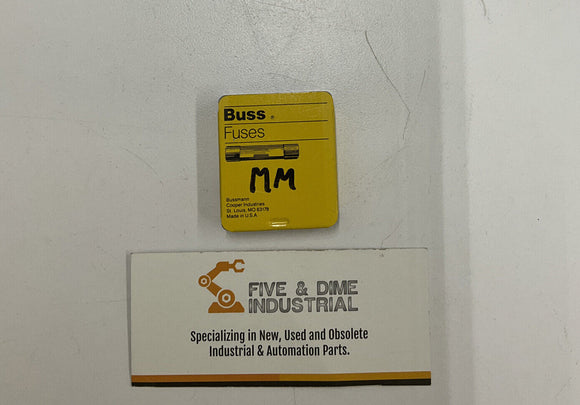 Buss ®
Fuses
MM
Bussmann
Cooper Industries
St. Louis, MO 63178
Made in U.S.A.
FIVE & DIME
INDUSTRIAL
Specializing in New, Used and Obsolete
Industrial & Automation Parts.